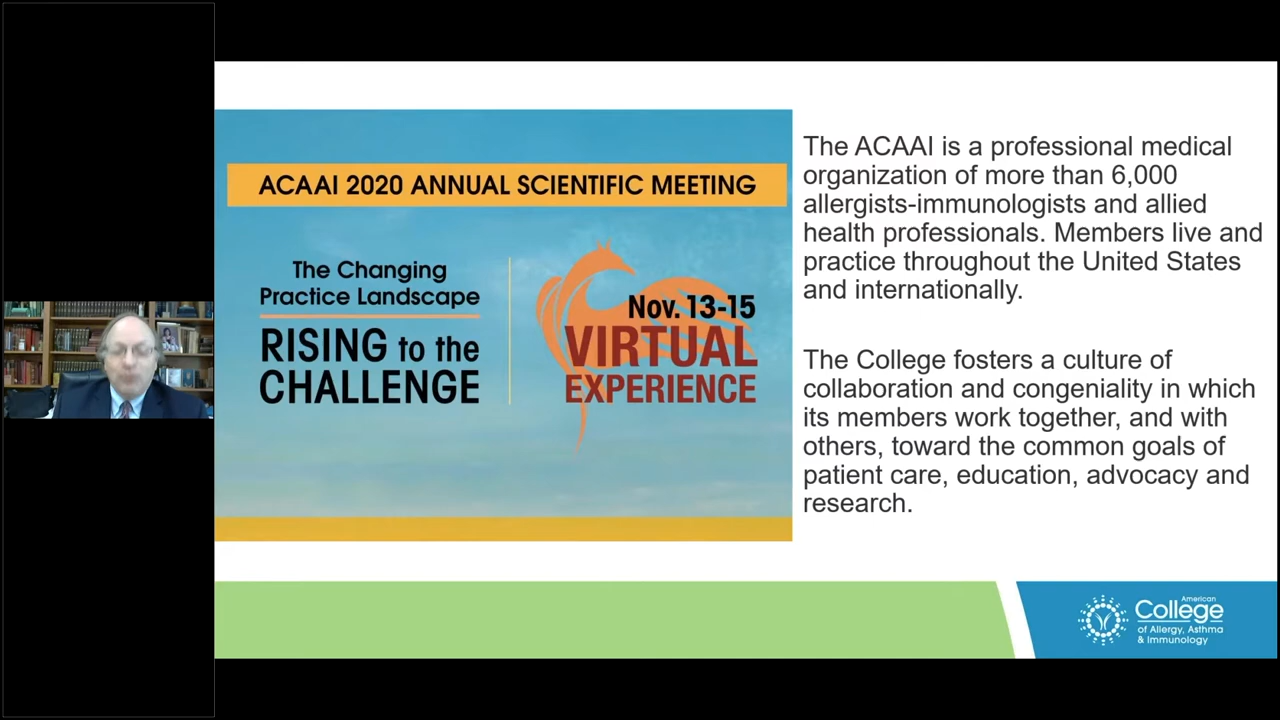 ACAAI 2020 ANNUAL SCIENTIFIC MEETING
The Changing
Practice Landscape
RISING to the
CHALLENGE
Nov. 13-15
VIRTUAL
EXPERIENCE
The ACAAI is a professional medical
organization of more than 6,000
allergists-immunologists and allied
health professionals. Members live and
practice throughout the United States
and internationally.
The College fosters a culture of
collaboration and congeniality in which
its members work together, and with
others, toward the common goals of
patient care, education, advocacy and
research.
American
College
of Allergy, Asthma
& Immunology